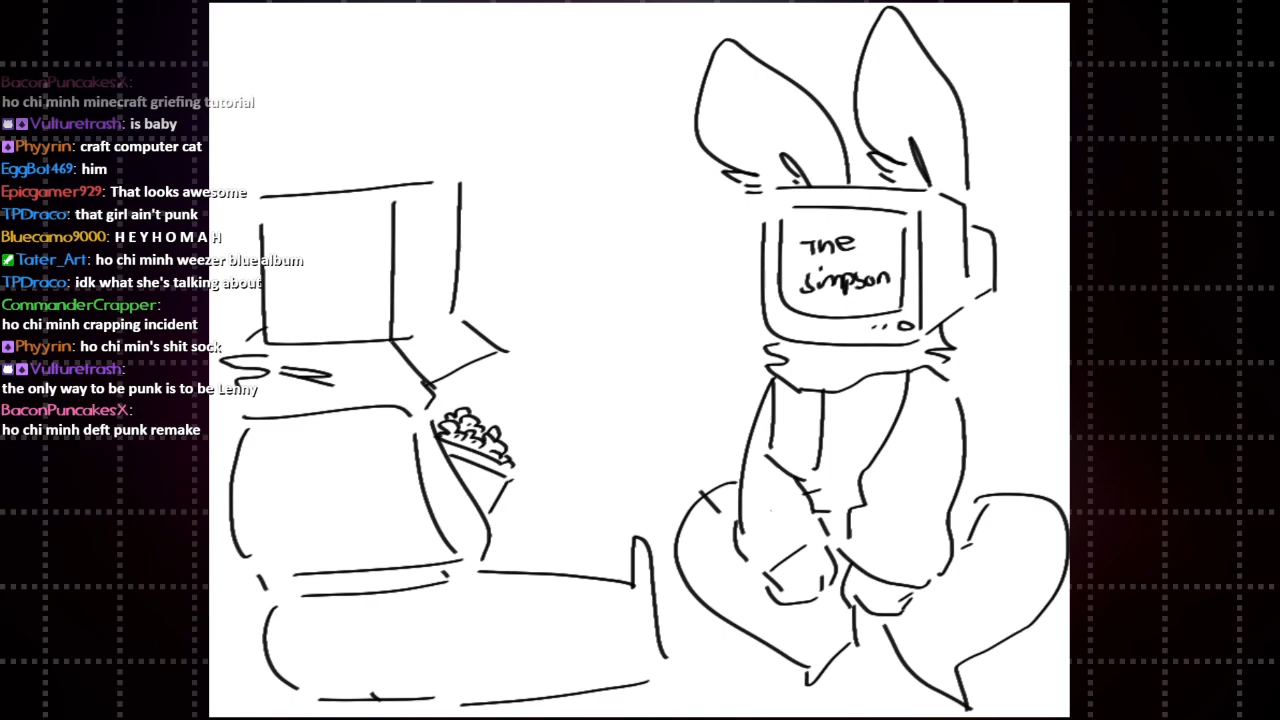 BaconPuncakesX:
ho chi minh minecraft griefing tutorial
Vulturetrash: is baby
Phyyrin: craft computer cat
EggBot469: him
Epicgamer929: That looks awesome
TPDraco: that girl ain't punk
Bluecamo9000: H E Y H O M A H
Tater_Art: ho chi minh weezer blue album
TPDraco: idk what she's talking about
CommanderCrapper:
ho chi minh crapping incident
Phyyrin: ho chi min's shit sock
Vulturetrash:
the only way to be punk is to be Lenny
BaconPuncakesX:
ho chi minh deft punk remake
The
simpson